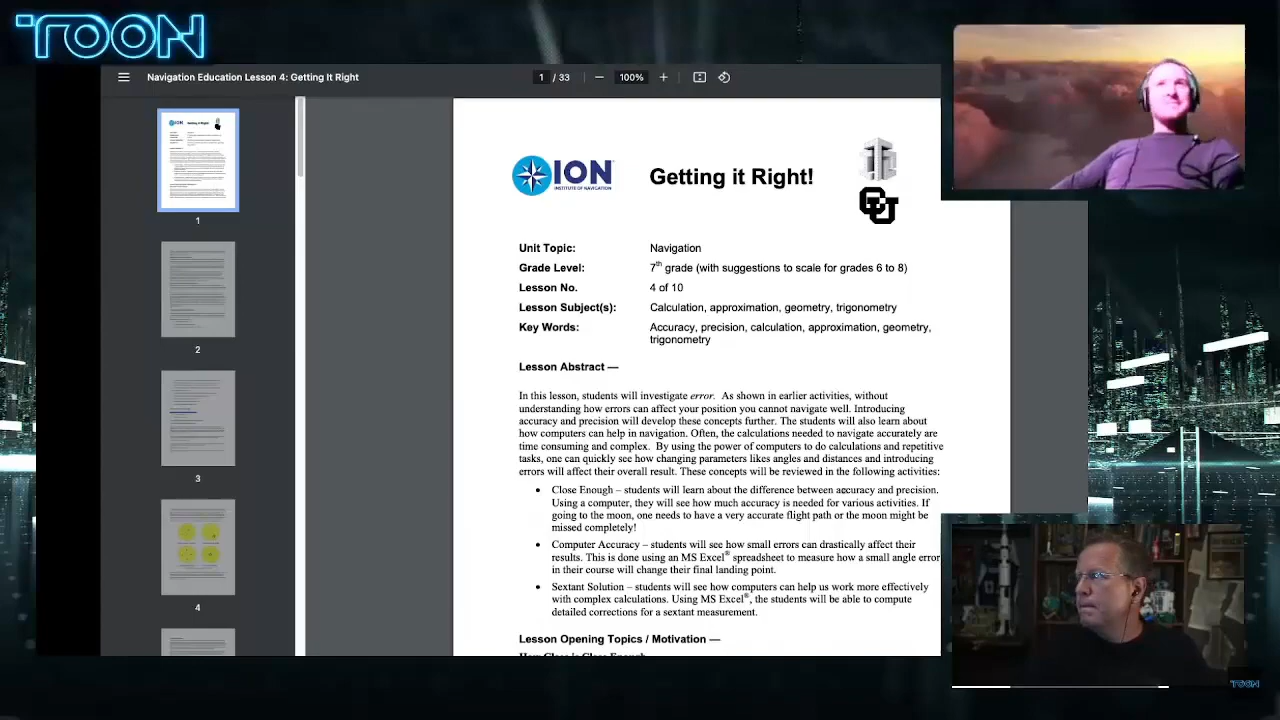 TOON
Navigation Education Lesson 4: Getting It Right
1 / 33
100%
1
2
3
4
ION
INSTITUTE OF NAVIGATION
Getting it Right!
CU
Unit Topic: Navigation
Grade Level: 7th grade (with suggestions to scale for grades 6 to 8)
Lesson No. 4 of 10
Lesson Subject(s): Calculation, approximation, geometry, trigonometry
Key Words: Accuracy, precision, calculation, approximation, geometry,
trigonometry
Lesson Abstract —
In this lesson, students will investigate error. As shown in earlier activities, without
understanding how errors can affect your position you cannot navigate well. Introducing
accuracy and precision will develop these concepts further. The students will also learn about
how computers can help in navigation. Often, the calculations needed to navigate accurately are
time consuming and complex. By using the power of computers to do calculations and repetitive
tasks, one can quickly see how changing parameters likes angles and distances and introducing
errors will affect their overall result. These concepts will be reviewed in the following activities:
• Close Enough – students will learn about the difference between accuracy and precision.
Using a computer, they will see how much accuracy is needed for various activities. If
going to the moon, one needs to have a very accurate flight path or the moon might be
missed completely!
• Computer Accuracy – students will see how small errors can drastically affect their
results. This is done using an MS Excel® spreadsheet to measure how a small angle error
in their course will change their final landing point.
• Sextant Solution – students will see how computers can help us work more effectively
with complex calculations. Using MS Excel®, the students will be able to compute
detailed corrections for a sextant measurement.
Lesson Opening Topics / Motivation —
How Close is Close Enough
TOON